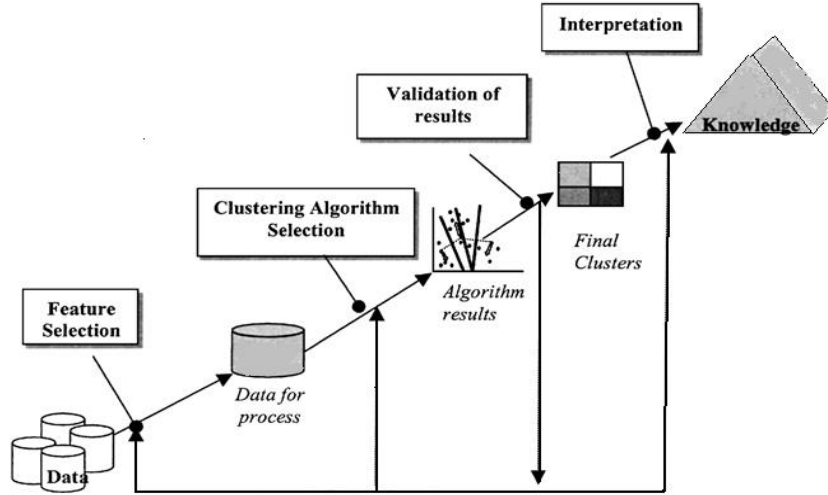 Interpretation
Knowledge
Validation of
results
Final
Clusters
Clustering Algorithm
Selection
Algorithm
results
Feature
Selection
Data for
process
Data